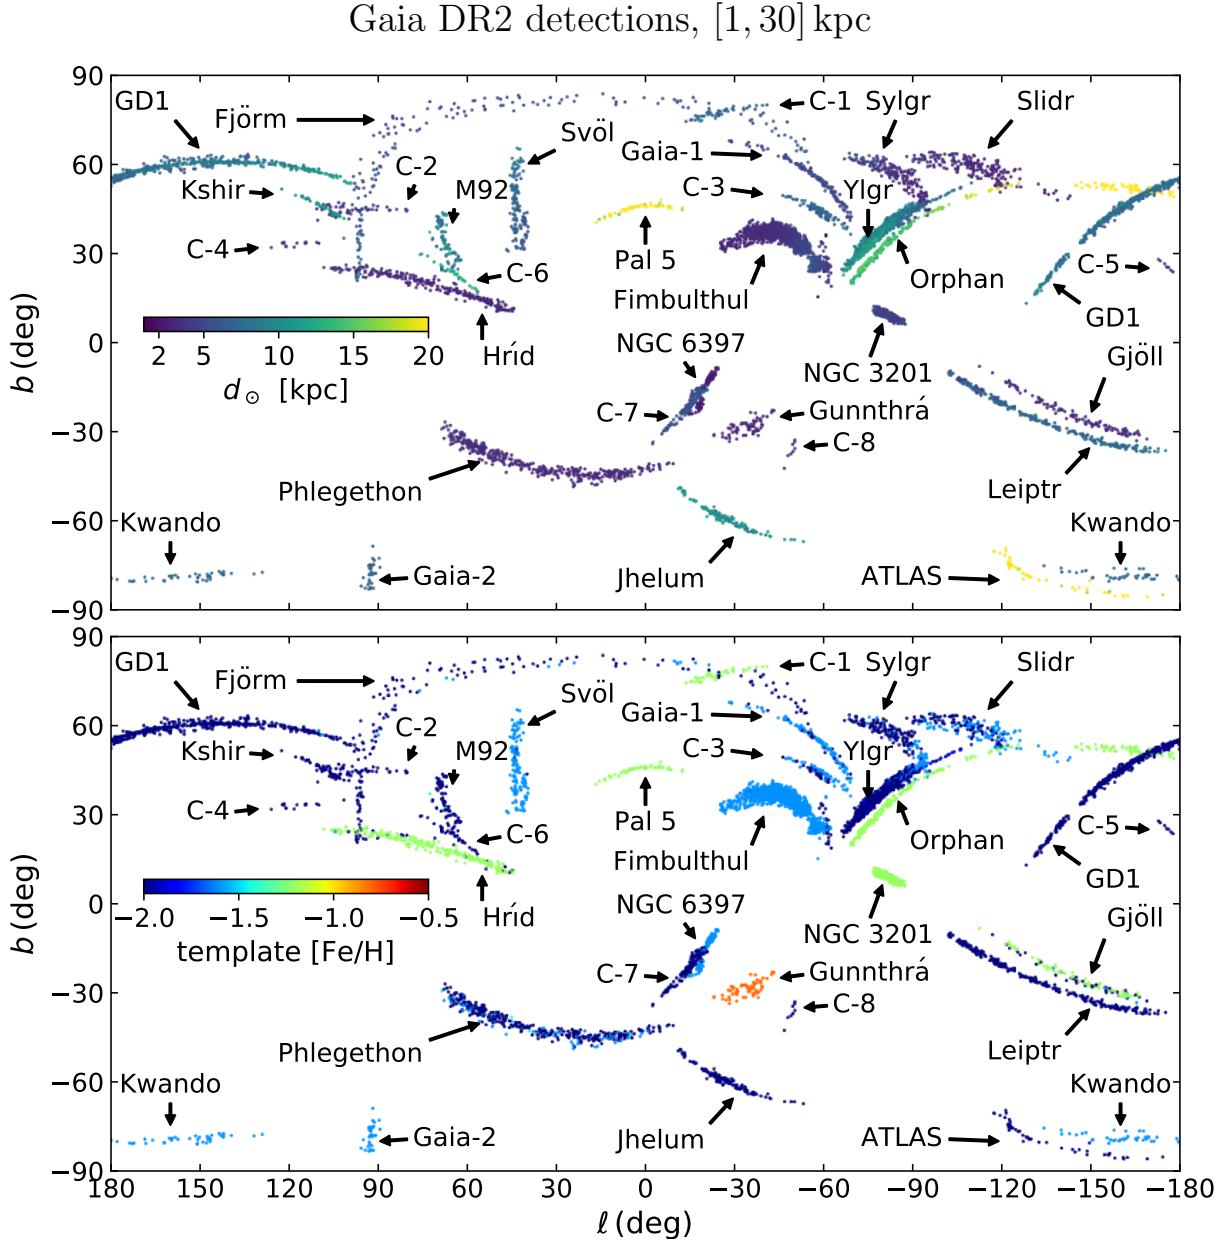 Gaia DR2 detections, [1, 30] kpc
90
GD1
Fjörm
C-1
Sylgr
Slidr
Svöl
Gaia-1
60
C-2
Kshir
M92
C-3
Ylgr
30
C-4
C-6
Pal 5
Fimbulthul
Orphan
C-5
GD1
2 5 10 15 20
d☉ [kpc]
Hríd
0
b (deg)
NGC 6397
NGC 3201
Gjöll
−30
C-7
Gunnthrá
C-8
Phlegethon
Leiptr
−60
Kwando
Gaia-2
Jhelum
ATLAS
Kwando
−90
90
GD1
Fjörm
C-1
Sylgr
Slidr
Svöl
Gaia-1
60
C-2
Kshir
M92
C-3
Ylgr
30
C-4
C-6
Pal 5
Fimbulthul
Orphan
C-5
GD1
−2.0 −1.5 −1.0 −0.5
template [Fe/H]
Hríd
0
b (deg)
NGC 6397
NGC 3201
Gjöll
−30
C-7
Gunnthrá
C-8
Phlegethon
Leiptr
−60
Kwando
Gaia-2
Jhelum
ATLAS
Kwando
−90
180 150 120 90 60 30 0 −30 −60 −90 −120 −150 −180
ℓ (deg)